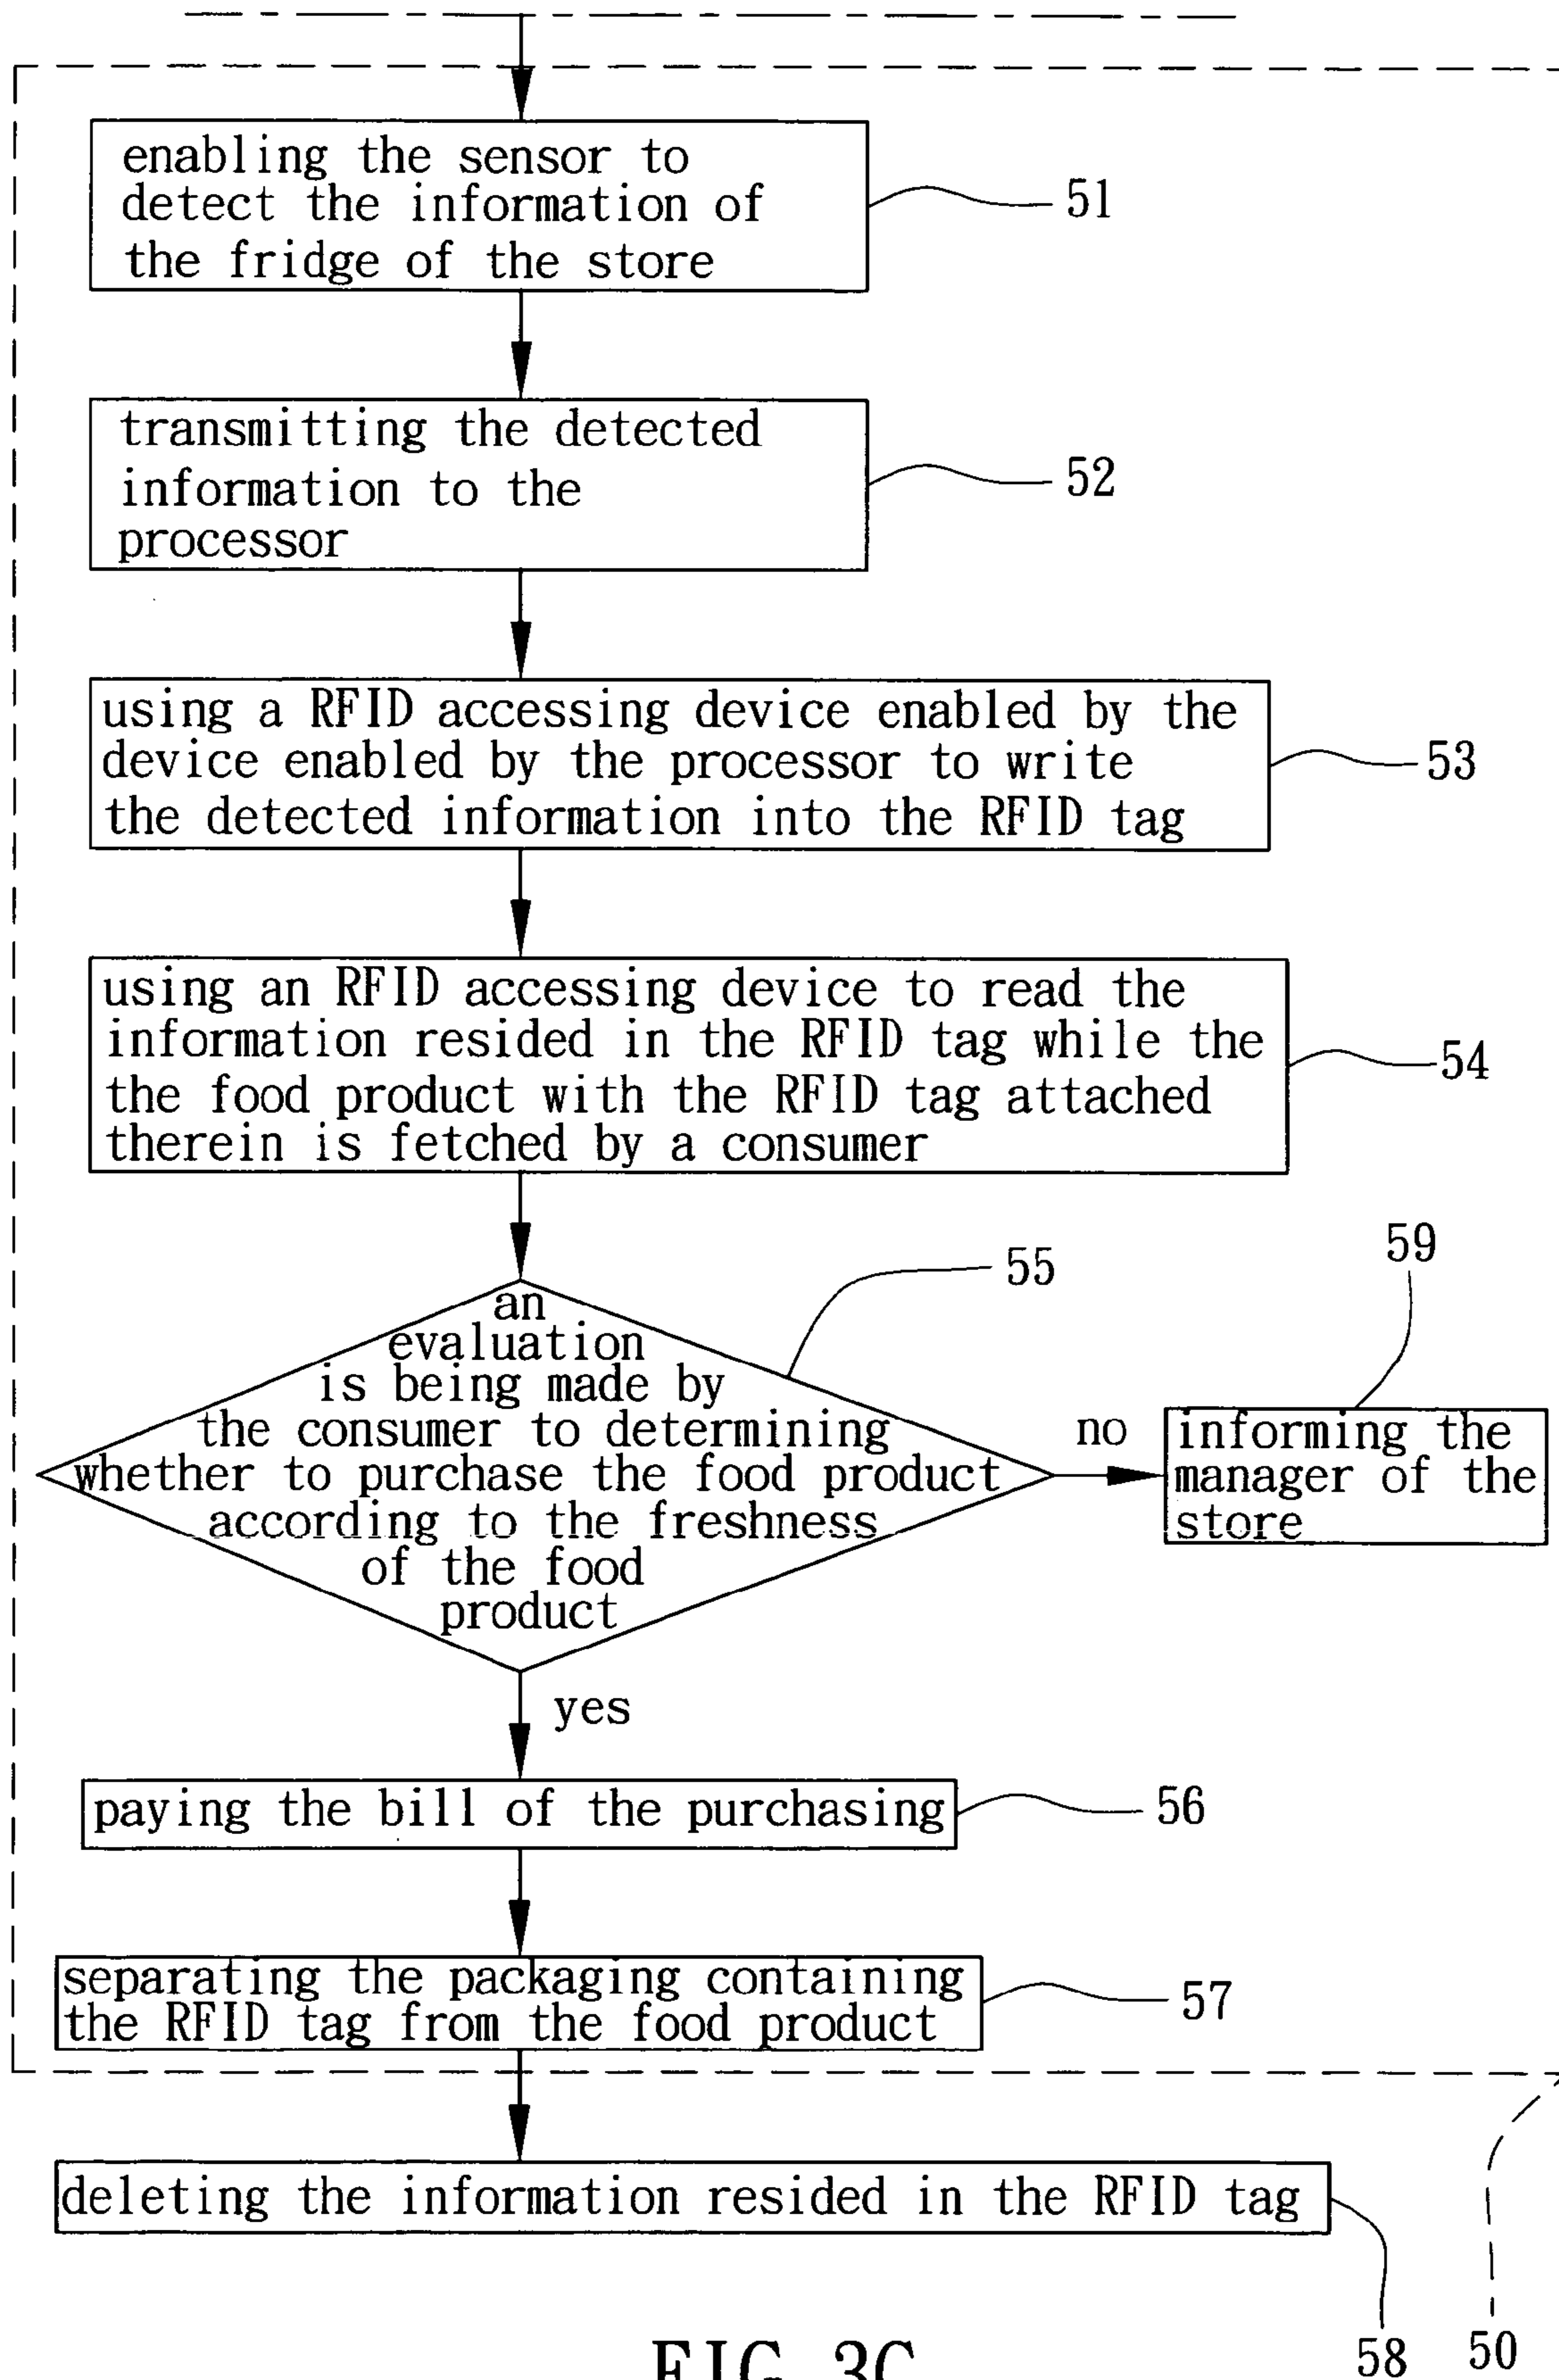 enabling the sensor to
detect the information of
the fridge of the store
51
transmitting the detected
information to the
processor
52
using a RFID accessing device enabled by the
device enabled by the processor to write
the detected information into the RFID tag
53
using an RFID accessing device to read the
information resided in the RFID tag while the
the food product with the RFID tag attached
therein is fetched by a consumer
54
an
evaluation
is being made by
the consumer to determining
whether to purchase the food product
according to the freshness
of the food
product
55
no
59
informing the
manager of the
store
yes
paying the bill of the purchasing
56
separating the packaging containing
the RFID tag from the food product
57
deleting the information resided in the RFID tag
58
50
FIG. 3C